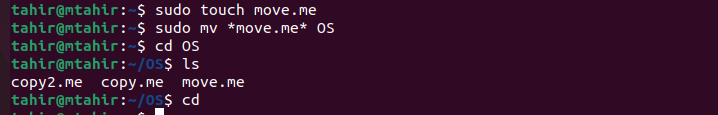 tahir@mtahir:~$ sudo touch move.me
tahir@mtahir:~$ sudo mv *move.me* OS
tahir@mtahir:~$ cd OS
tahir@mtahir:~/OS$ ls
copy2.me  copy.me  move.me
tahir@mtahir:~/OS$ cd
tahir@mtahir:~$